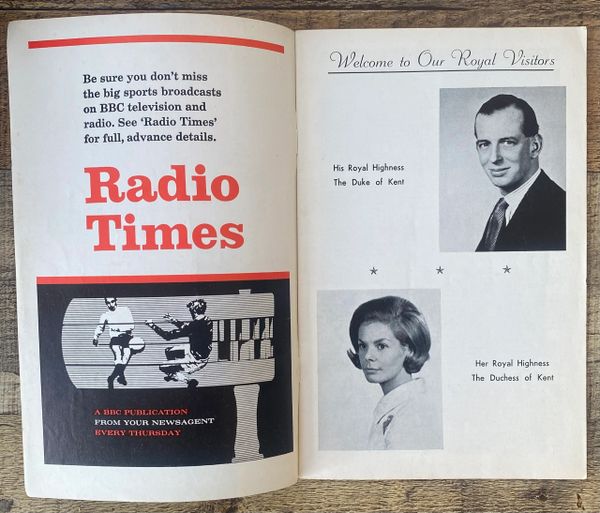 Be sure you don't miss
the big sports broadcasts
on BBC television and
radio. See 'Radio Times'
for full, advance details.
Radio
Times
A BBC PUBLICATION
FROM YOUR NEWSAGENT
EVERY THURSDAY
Welcome to Our Royal Visitors
His Royal Highness
The Duke of Kent
Her Royal Highness
The Duchess of Kent